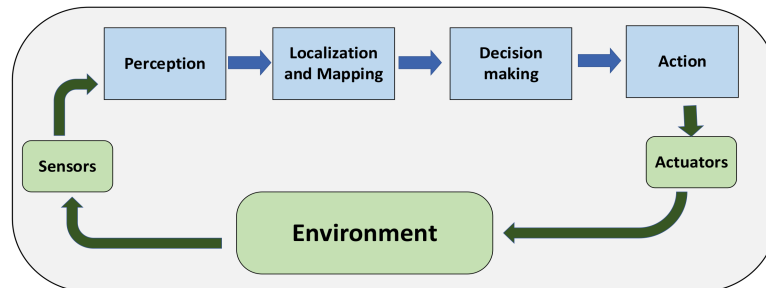 Perception
Localization
and Mapping
Decision
making
Action
Sensors
Actuators
Environment